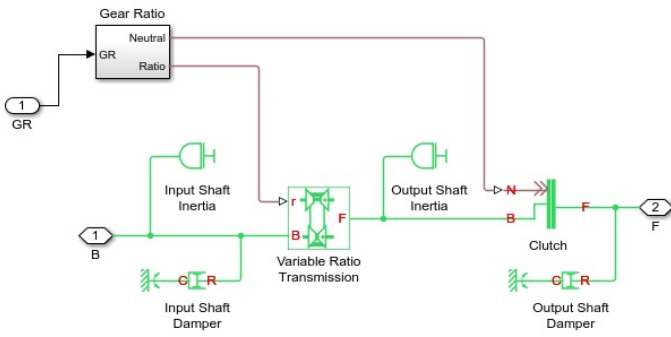 Gear Ratio
Neutral
GR
Ratio
1
GR
Input Shaft
Inertia
Output Shaft
Inertia
N
r
F
B
F
2
F
1
B
B
Clutch
Variable Ratio
Transmission
C R
C R
Input Shaft
Damper
Output Shaft
Damper